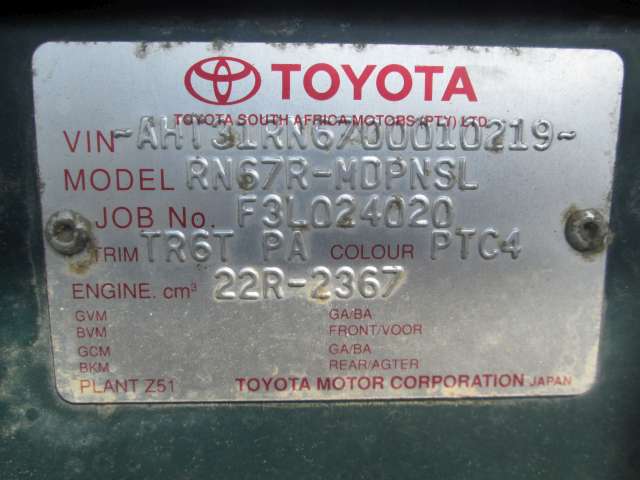 TOYOTA
TOYOTA SOUTH AFRICA MOTORS (PTY) LTD
VIN ~AHT31RN6700010219~
MODEL RN67R-MDPNSL
JOB No. F3L024020
TRIM TR6T PA COLOUR PTC4
ENGINE. cm³ 22R-2367
GVM GA/BA
BVM FRONT/VOOR
GCM GA/BA
BKM REAR/AGTER
PLANT Z51 TOYOTA MOTOR CORPORATION JAPAN